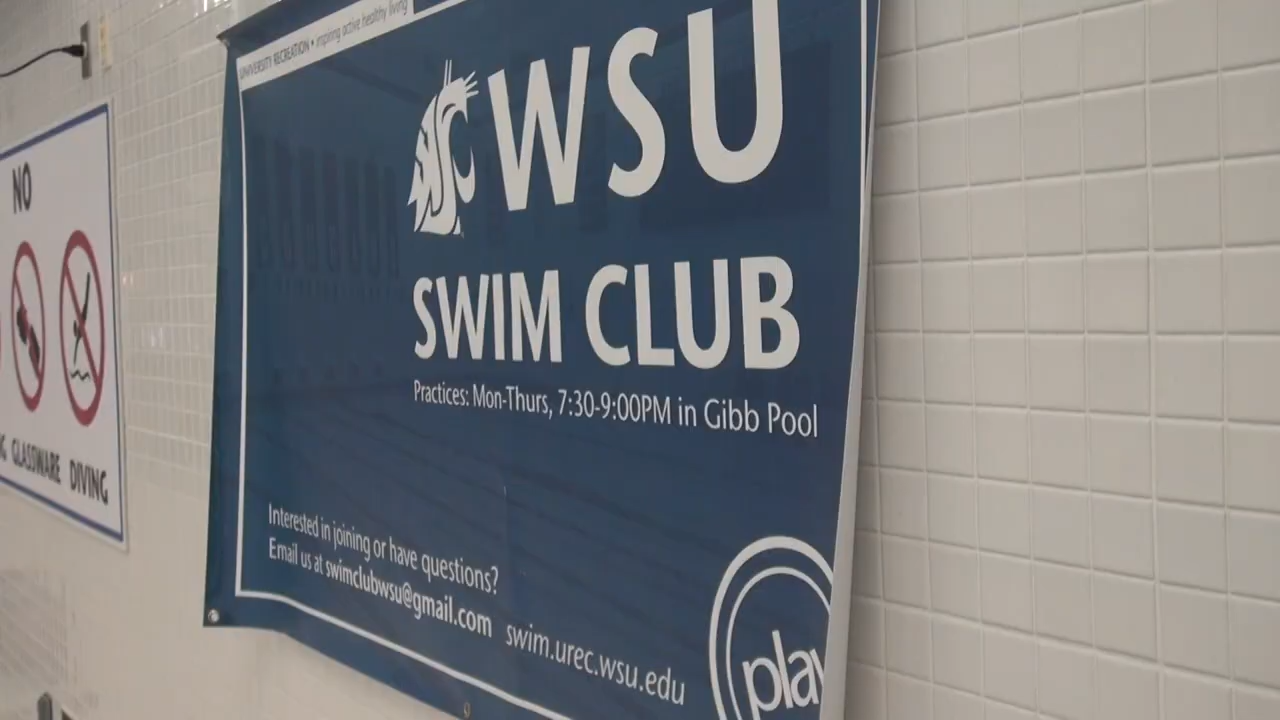 UNIVERSITY RECREATION • inspiring active healthy living
WSU
SWIM CLUB
Practices: Mon-Thurs, 7:30-9:00PM in Gibb Pool
Interested in joining or have questions?
Email us at swimclubwsu@gmail.com
swim.urec.wsu.edu
play
NO
GLASSWARE DIVING